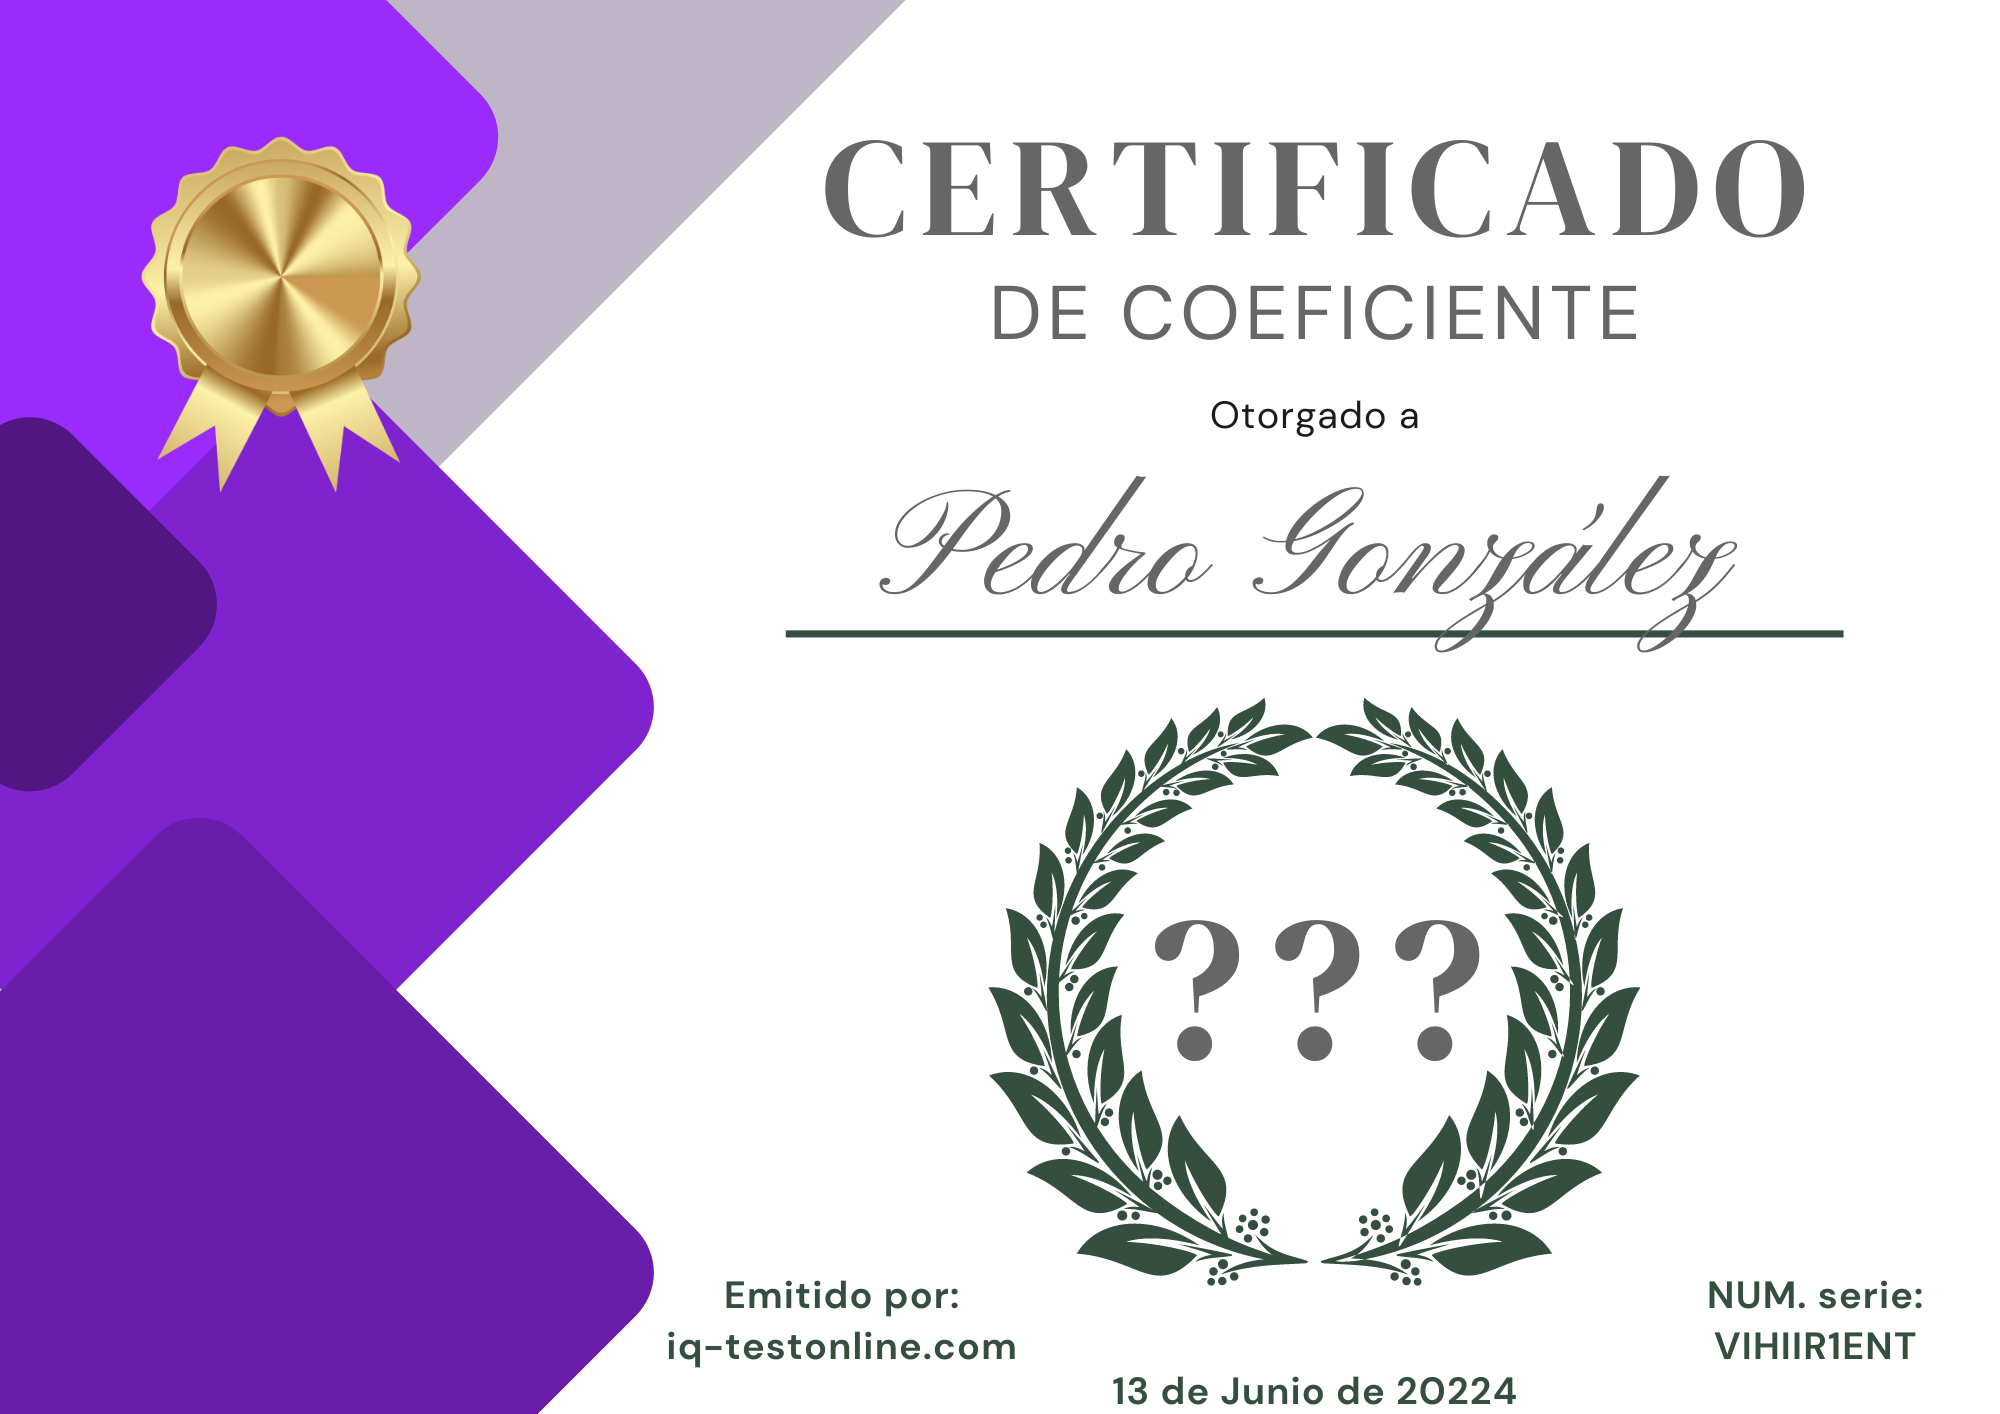 CERTIFICADO
DE COEFICIENTE
Otorgado a
Pedro González
???
Emitido por:
iq-testonline.com
NUM. serie:
VIHIIR1ENT
13 de Junio de 20224